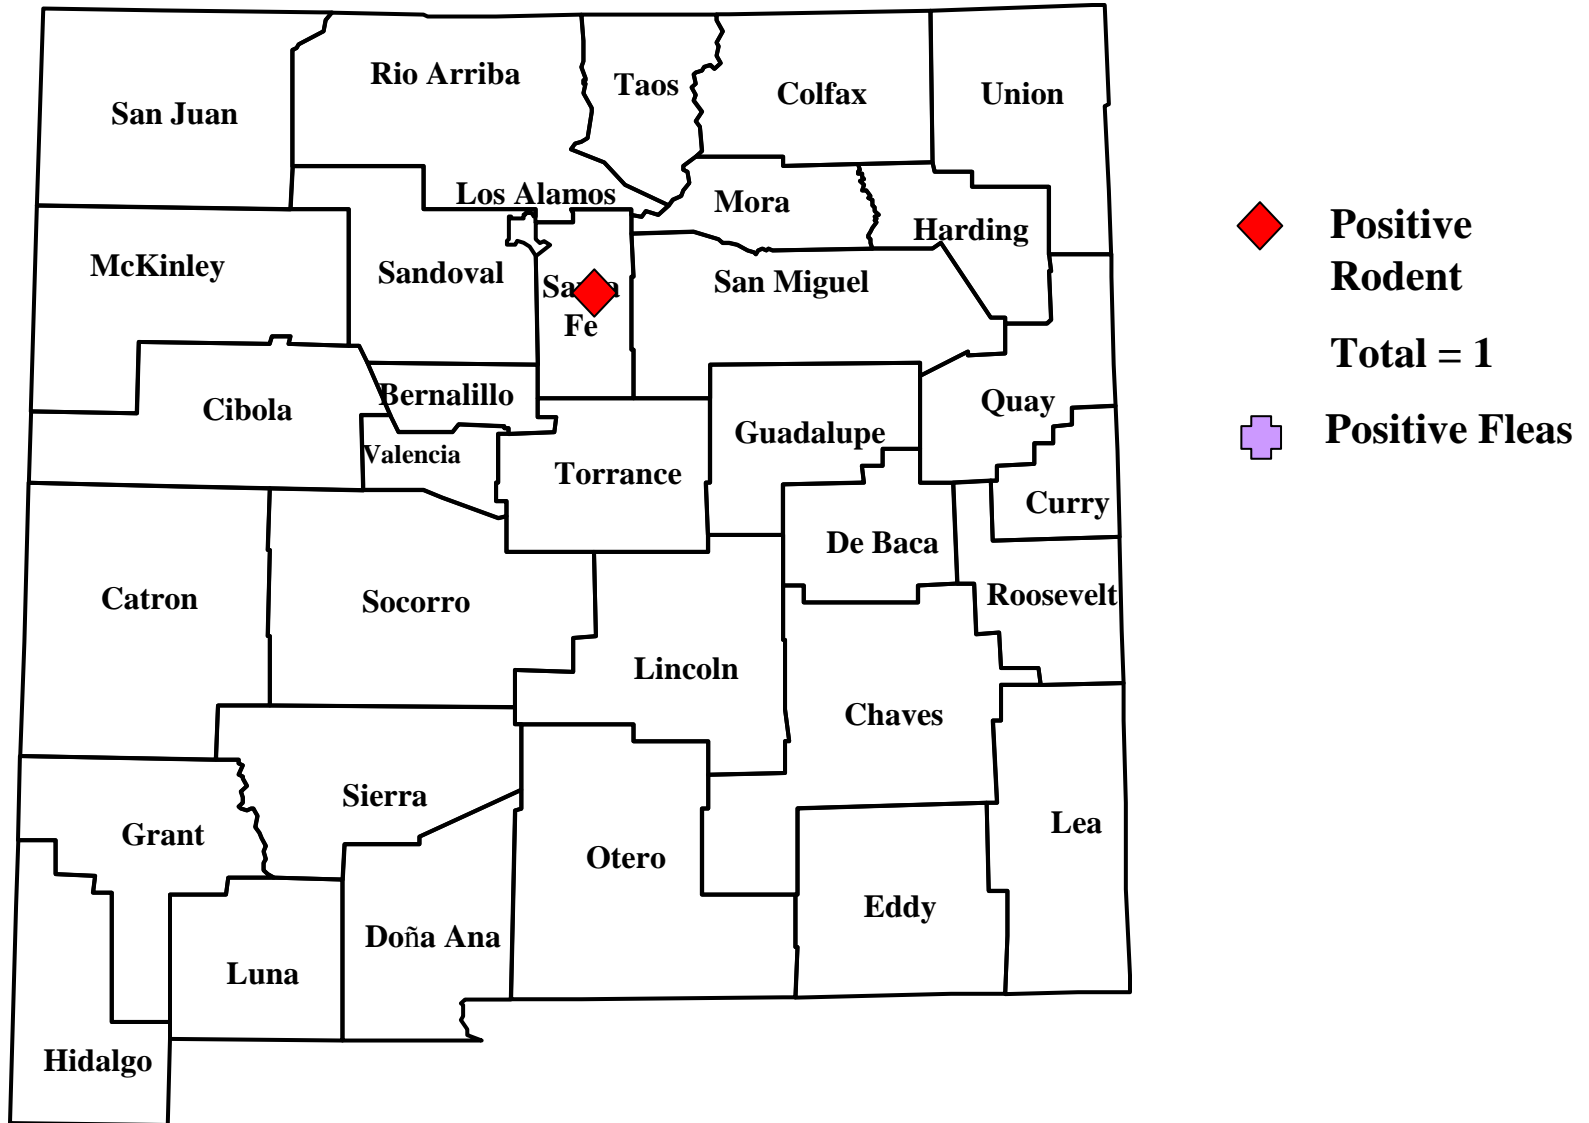 Rio Arriba
Taos
Colfax
Union
San Juan
Los Alamos
Mora
Harding
McKinley
Sandoval
San Miguel
Fe
Bernalillo
Cibola
Valencia
Torrance
Guadalupe
Quay
Curry
De Baca
Roosevelt
Catron
Socorro
Lincoln
Chaves
Sierra
Grant
Otero
Lea
Eddy
Doña Ana
Luna
Hidalgo
Positive
Rodent
Total = 1
Positive Fleas